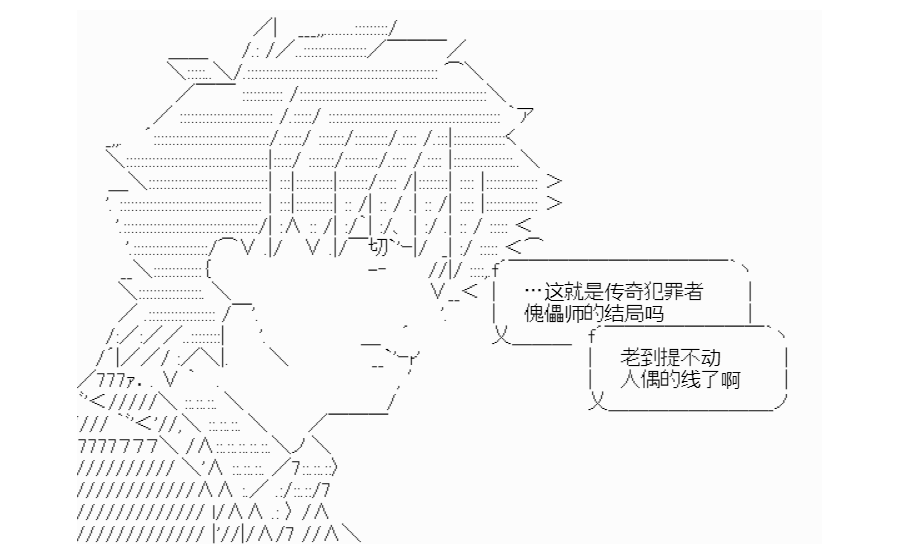 …这就是传奇犯罪者
傀儡师的结局吗
老到提不动
人偶的线了啊